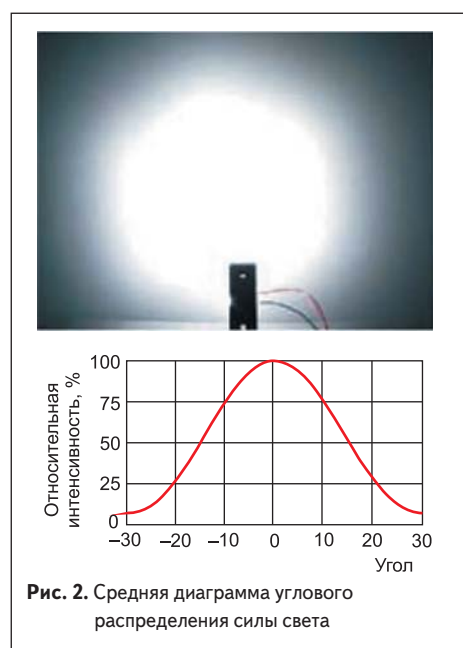 Относительная
интенсивность, %
100
75
50
25
0
–30 –20 –10 0 10 20 30
Угол
Рис. 2. Средняя диаграмма углового
распределения силы света